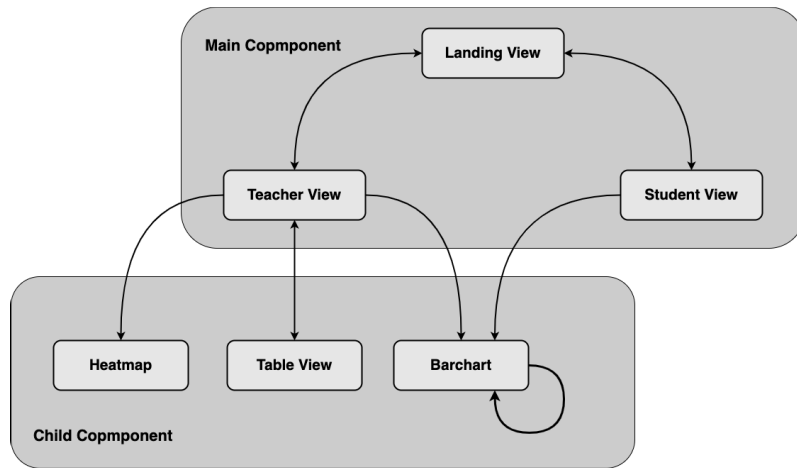 Main Copmponent
Landing View
Teacher View
Student View
Heatmap
Table View
Barchart
Child Copmponent